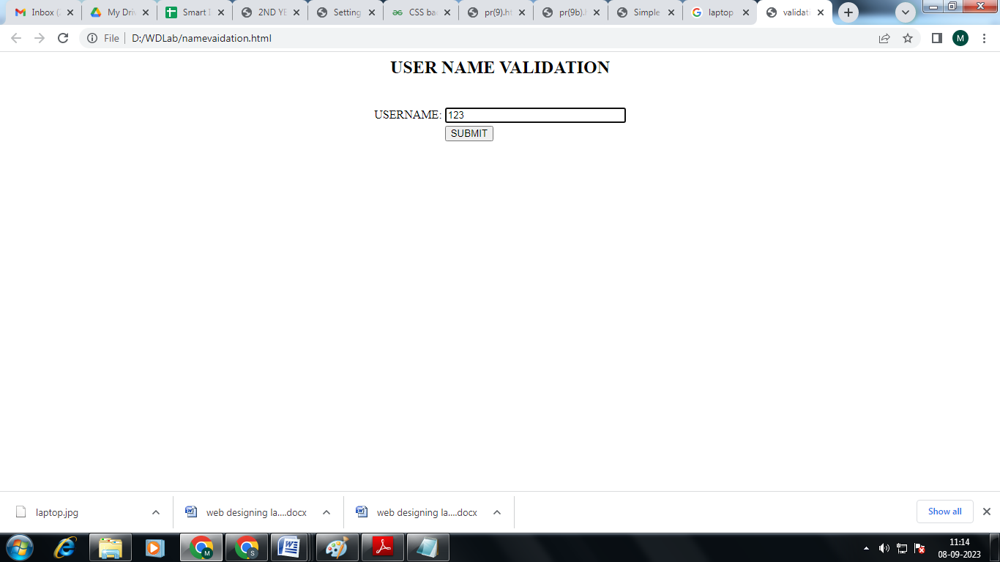 Inbox (2 My Driv Smart I 2ND YE Setting CSS ba pr(9).ht pr(9b).h Simple laptop validat
File D:/WDLab/namevaidation.html M
USER NAME VALIDATION
USERNAME: 123
SUBMIT
laptop.jpg web designing la....docx web designing la....docx Show all
M S
11:14
08-09-2023